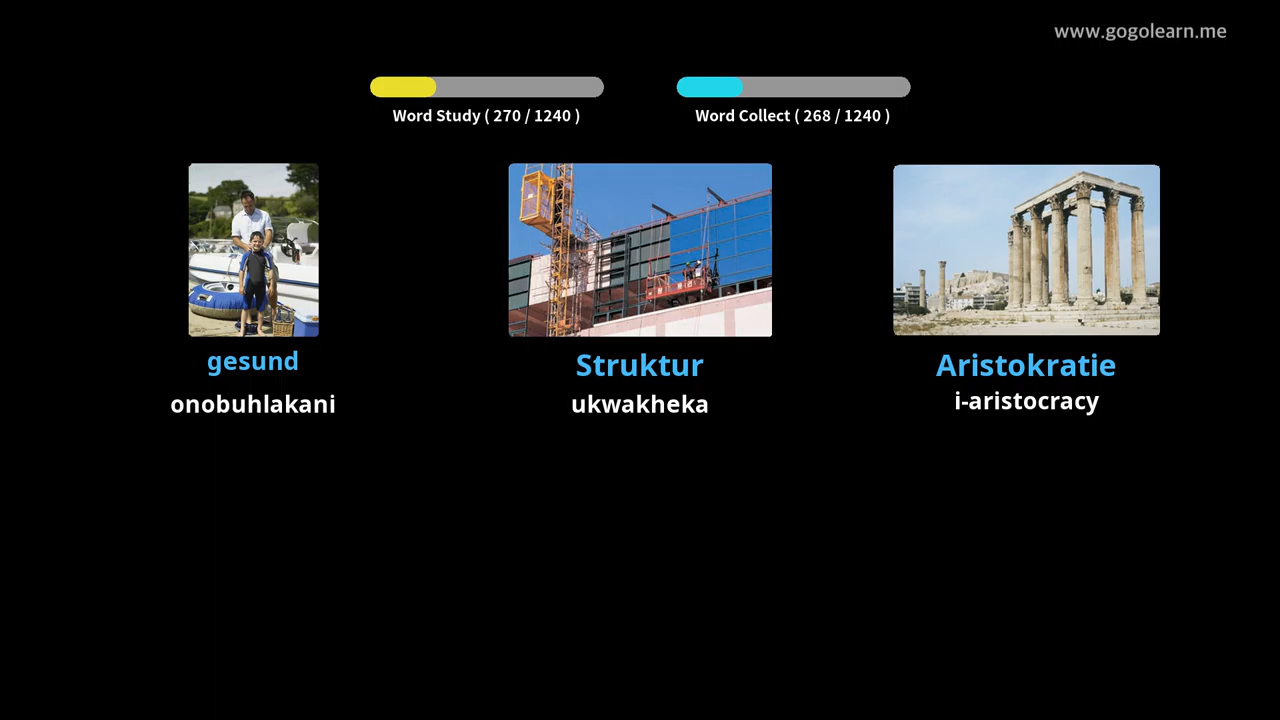 www.gogolearn.me
Word Study ( 270 / 1240 )
Word Collect ( 268 / 1240 )
gesund
onobuhlakani
Struktur
ukwakheka
Aristokratie
i-aristocracy